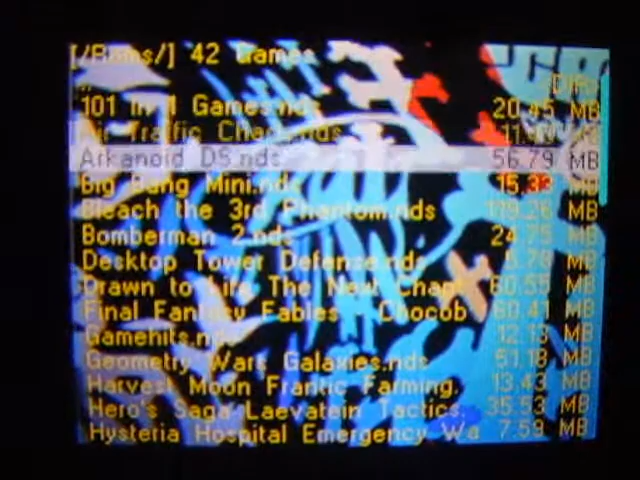 [/Roms/] 42 Games
.. <DIR>
101 in 1 Games.nds 20.45 MB
Air Traffic Chaos.nds MB
Arkanoid DS.nds 56.79 MB
Big Bang Mini.nds 15.33 MB
Bleach the 3rd Phantom.nds 119.26 MB
Bomberman 2.nds 24.75 MB
Desktop Tower Defense.nds 5.78 MB
Drawn to Life The New Chap 60.55 MB
Final Fantasy Fables Chocob 60.41 MB
Gamehits.nds 12.13 MB
Geometry Wars Galaxies.nds 51.18 MB
Harvest Moon Frantic Farming. 13.43 MB
Hero's Saga Laevatein Tactics. 35.53 MB
Hysteria Hospital Emergency Wa 7.59 MB